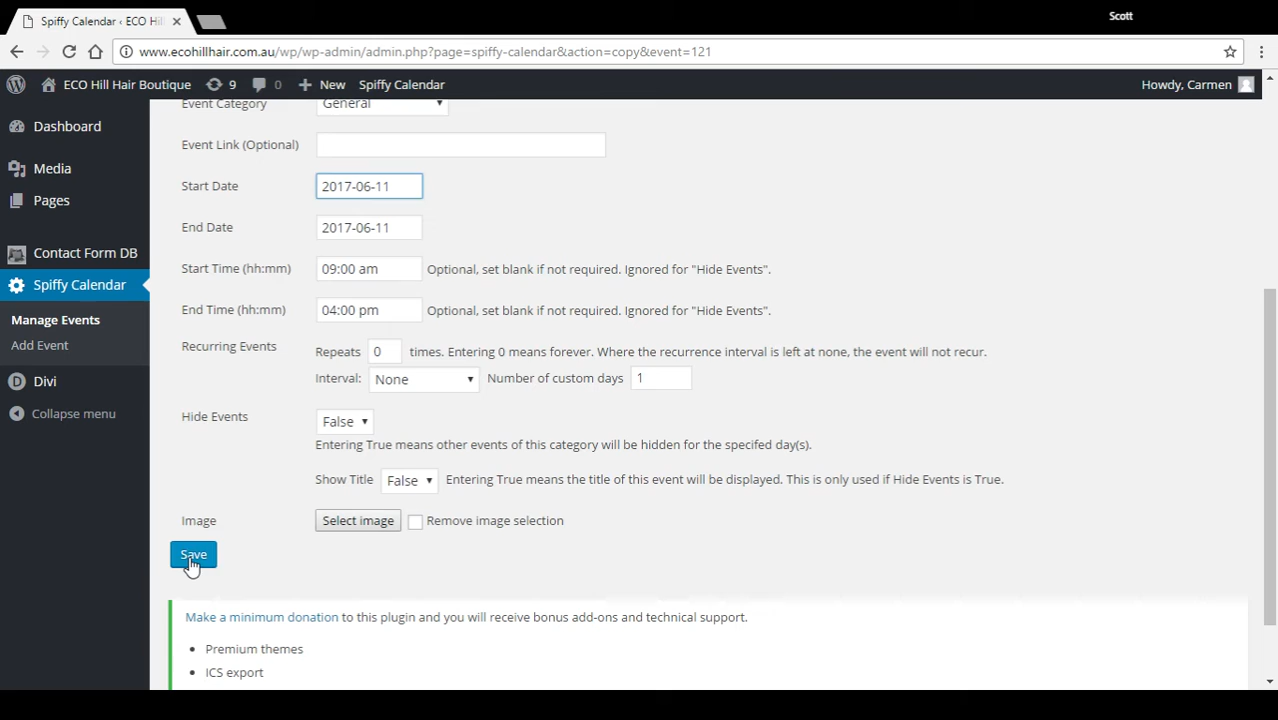 Scott
Spiffy Calendar ‹ ECO Hil
www.ecohillhair.com.au/wp/wp-admin/admin.php?page=spiffy-calendar&action=copy&event=121
ECO Hill Hair Boutique 9 0 New Spiffy Calendar Howdy, Carmen
Dashboard
Media
Pages
Contact Form DB
Spiffy Calendar
Manage Events
Add Event
Divi
Collapse menu
Event Category General
Event Link (Optional)
Start Date 2017-06-11
End Date 2017-06-11
Start Time (hh:mm) 09:00 am Optional, set blank if not required. Ignored for "Hide Events".
End Time (hh:mm) 04:00 pm Optional, set blank if not required. Ignored for "Hide Events".
Recurring Events Repeats 0 times. Entering 0 means forever. Where the recurrence interval is left at none, the event will not recur.
Interval: None Number of custom days 1
Hide Events False
Entering True means other events of this category will be hidden for the specifed day(s).
Show Title False Entering True means the title of this event will be displayed. This is only used if Hide Events is True.
Image Select image Remove image selection
Save
Make a minimum donation to this plugin and you will receive bonus add-ons and technical support.
• Premium themes
• ICS export